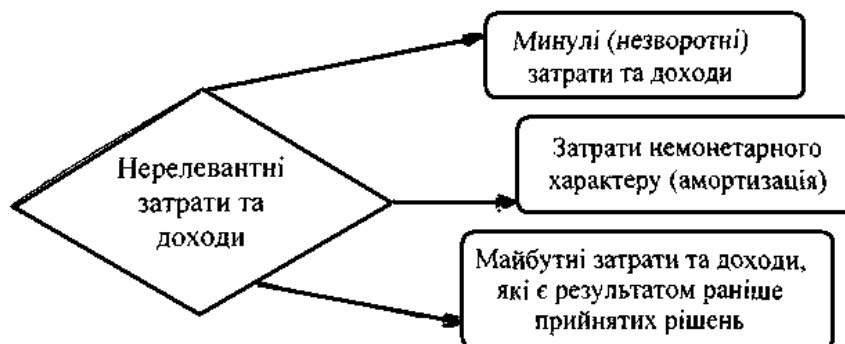 Минулі (незворотні)
затрати та доходи
Нерелевантні
затрати та
доходи
Затрати немонетарного
характеру (амортизація)
Майбутні затрати та доходи,
які є результатом раніше
прийнятих рішень